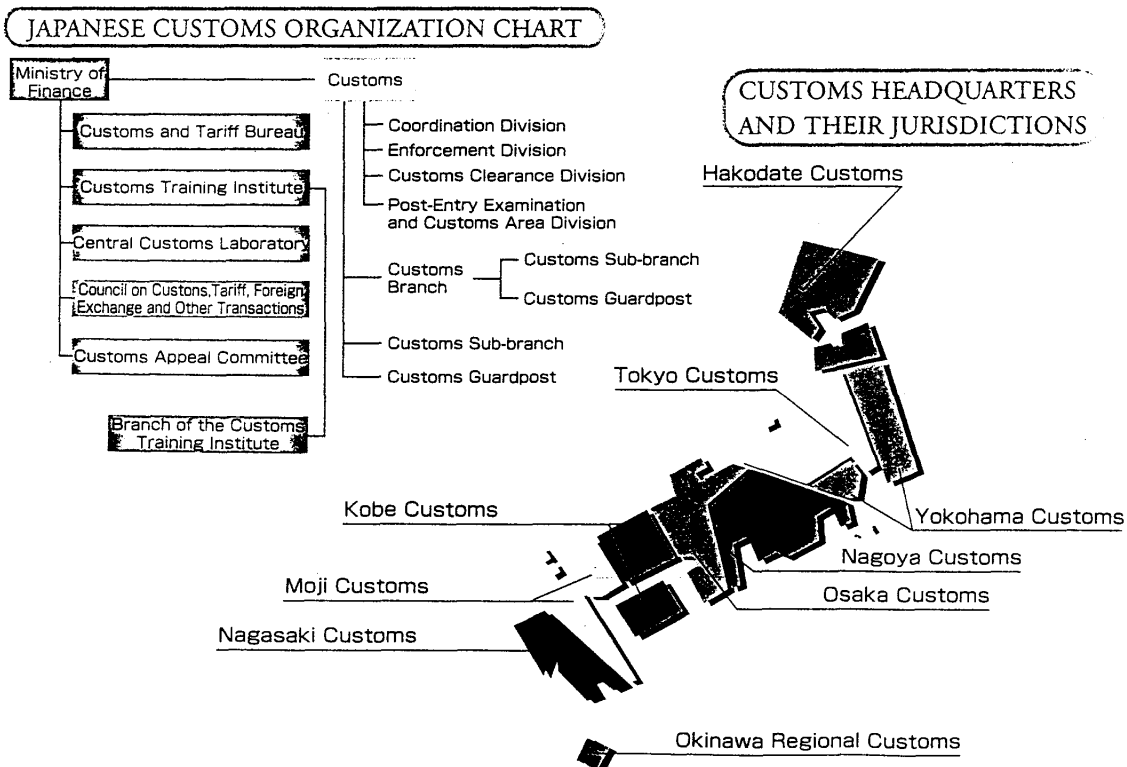 JAPANESE CUSTOMS ORGANIZATION CHART
Ministry of
Finance
Customs
Customs and Tariff Bureau
Customs Training Institute
Central Customs Laboratory
Council on Custons,Tariff, Foreign
Exchange and Other Transactions
Customs Appeal Committee
Branch of the Customs
Training Institute
Coordination Division
Enforcement Division
Customs Clearance Division
Post-Entry Examination
and Customs Area Division
Customs
Branch
Customs Sub-branch
Customs Guardpost
Customs Sub-branch
Customs Guardpost
CUSTOMS HEADQUARTERS
AND THEIR JURISDICTIONS
Hakodate Customs
Tokyo Customs
Kobe Customs
Yokohama Customs
Nagoya Customs
Moji Customs
Osaka Customs
Nagasaki Customs
Okinawa Regional Customs